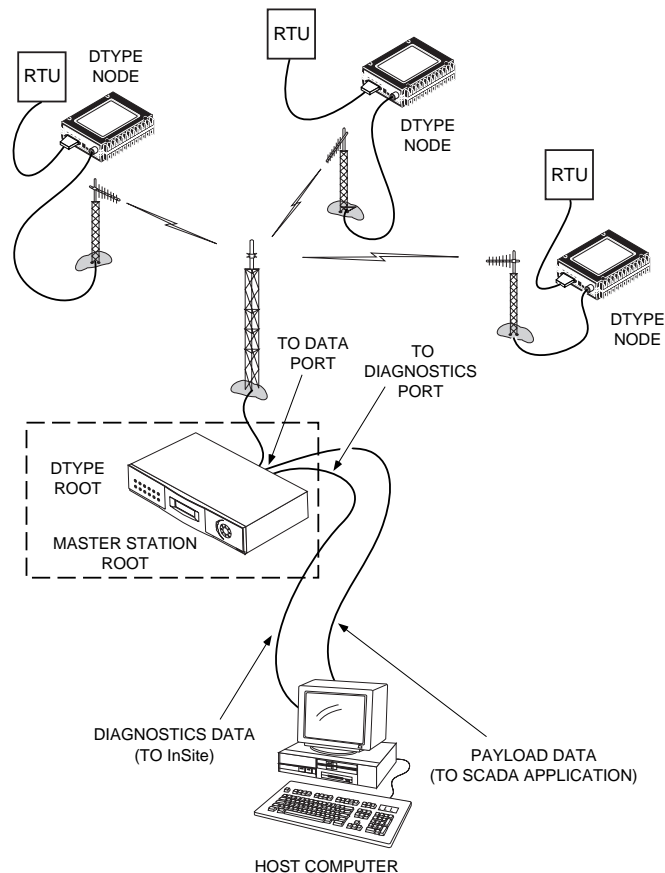 RTU
DTYPE
NODE
RTU
DTYPE
NODE
RTU
DTYPE
NODE
TO DATA
PORT
TO
DIAGNOSTICS
PORT
DTYPE
ROOT
MASTER STATION
ROOT
DIAGNOSTICS DATA
(TO InSite)
PAYLOAD DATA
(TO SCADA APPLICATION)
HOST COMPUTER